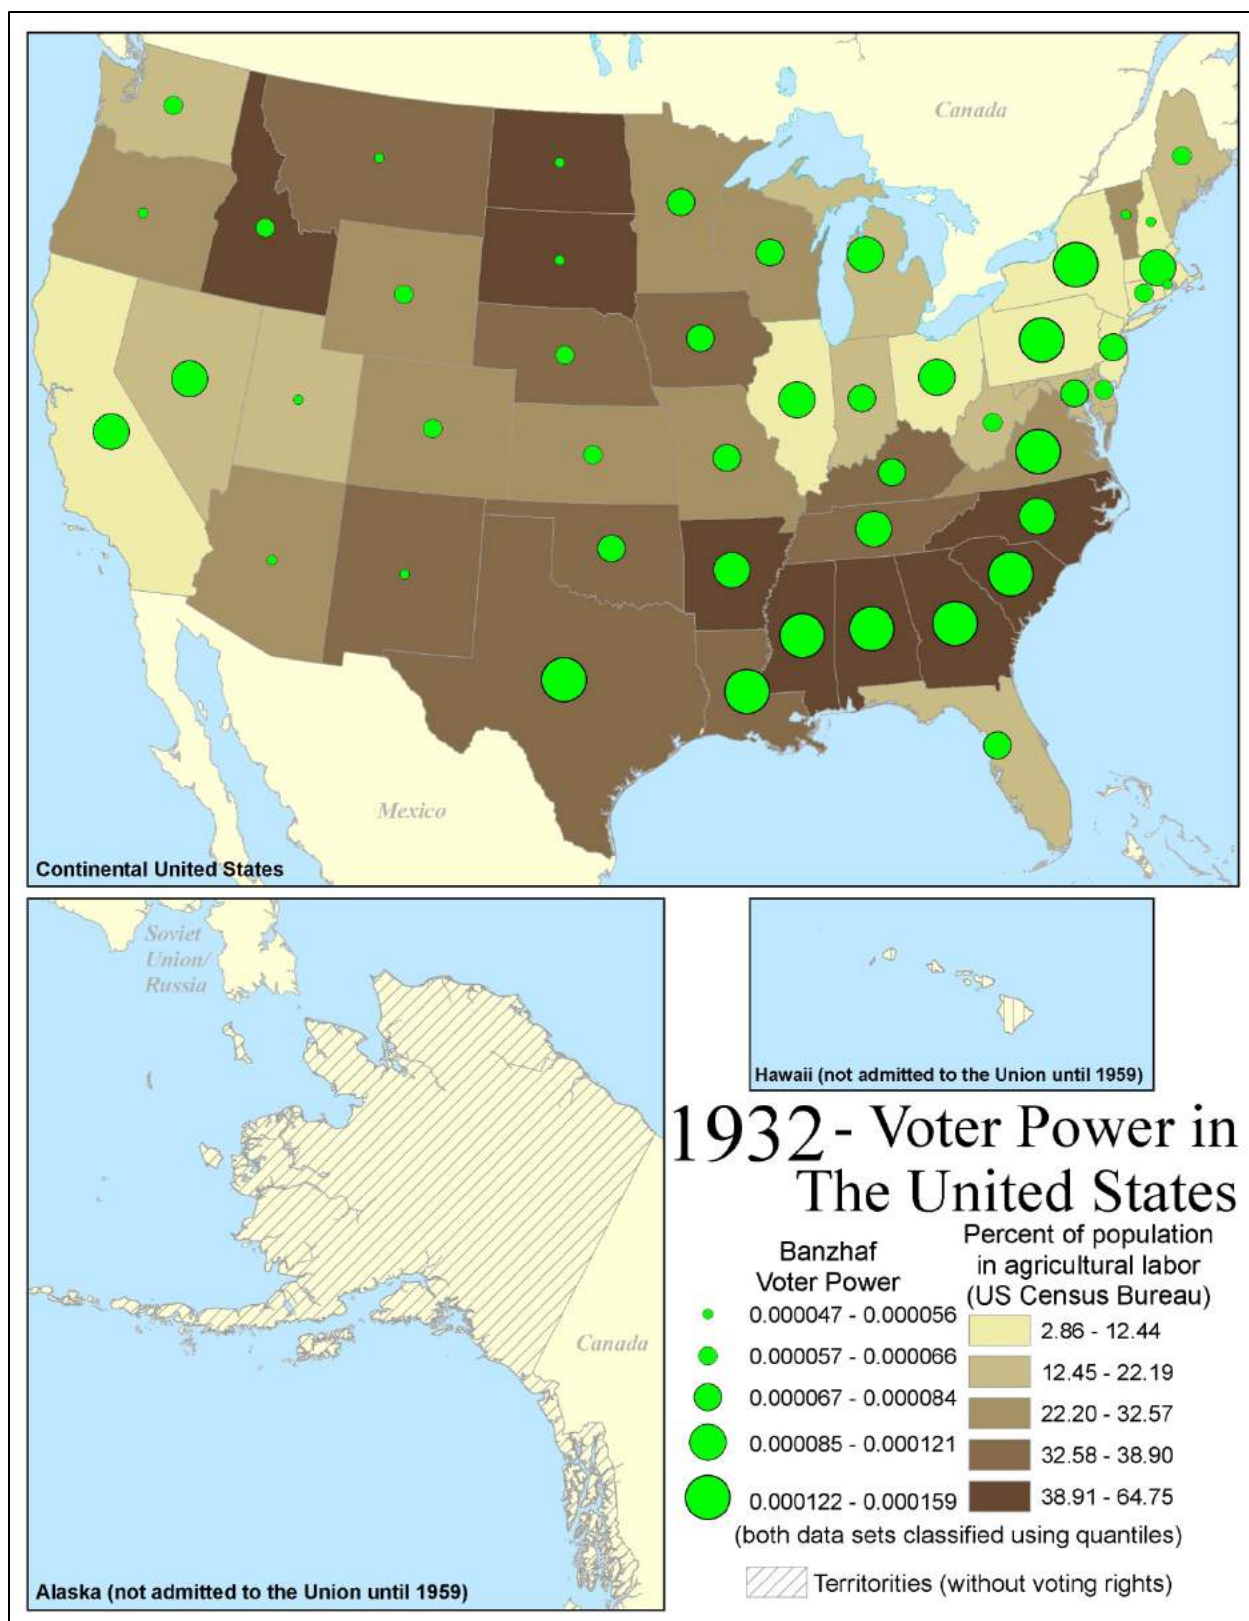 Canada
Mexico
Continental United States
Soviet
Union/
Russia
Canada
Alaska (not admitted to the Union until 1959)
Hawaii (not admitted to the Union until 1959)
1932 - Voter Power in
The United States
Banzhaf
Voter Power
0.000047 - 0.000056
0.000057 - 0.000066
0.000067 - 0.000084
0.000085 - 0.000121
0.000122 - 0.000159
Percent of population
in agricultural labor
(US Census Bureau)
2.86 - 12.44
12.45 - 22.19
22.20 - 32.57
32.58 - 38.90
38.91 - 64.75
(both data sets classified using quantiles)
Territorities (without voting rights)